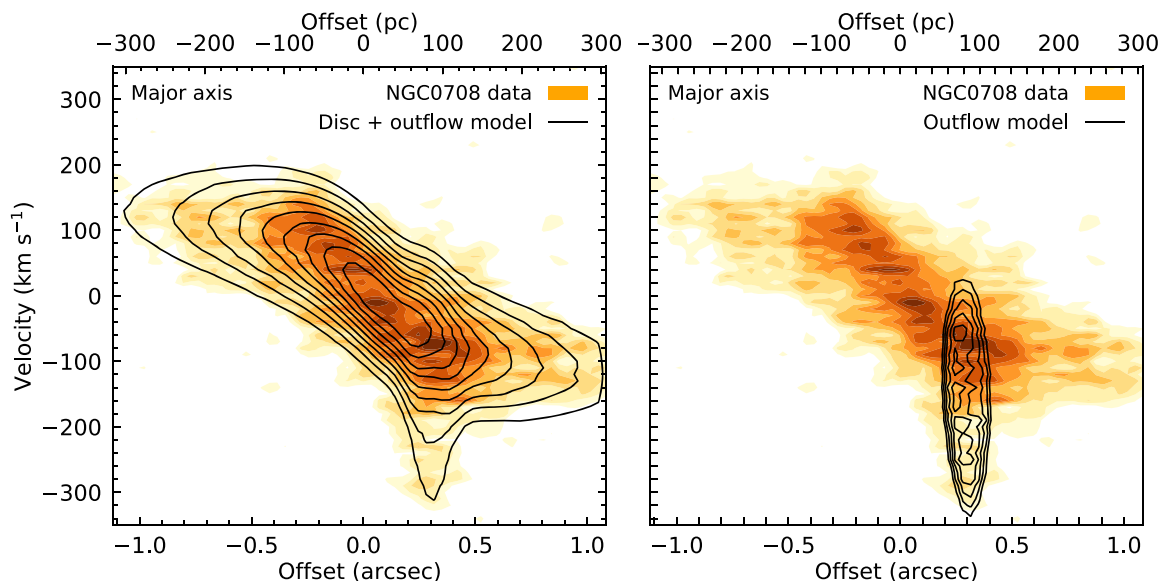 Offset (pc)
−300 −200 −100 0 100 200 300
Major axis
NGC0708 data
Disc + outflow model
Velocity (km s⁻¹)
300
200
100
0
−100
−200
−300
−1.0 −0.5 0.0 0.5 1.0
Offset (arcsec)
Offset (pc)
−300 −200 −100 0 100 200 300
Major axis
NGC0708 data
Outflow model
−1.0 −0.5 0.0 0.5 1.0
Offset (arcsec)